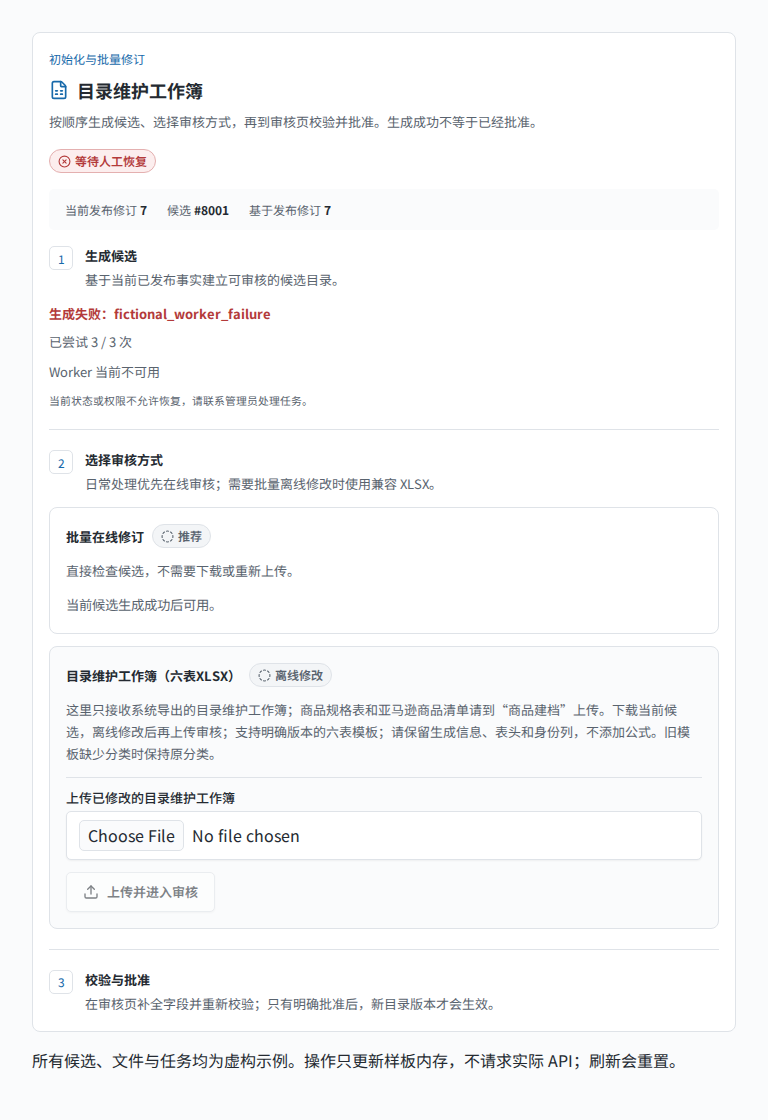 初始化与批量修订
目录维护工作簿
按顺序生成候选、选择审核方式，再到审核页校验并批准。生成成功不等于已经批准。
等待人工恢复
当前发布修订 7 候选 #8001 基于发布修订 7
1 生成候选
基于当前已发布事实建立可审核的候选目录。
生成失败：fictional_worker_failure
已尝试 3 / 3 次
Worker 当前不可用
当前状态或权限不允许恢复，请联系管理员处理任务。
2 选择审核方式
日常处理优先在线审核；需要批量离线修改时使用兼容 XLSX。
批量在线修订 推荐
直接检查候选，不需要下载或重新上传。
当前候选生成成功后可用。
目录维护工作簿（六表XLSX） 离线修改
这里只接收系统导出的目录维护工作簿；商品规格表和亚马逊商品清单请到“商品建档”上传。下载当前候
选，离线修改后再上传审核；支持明确版本的六表模板；请保留生成信息、表头和身份列，不添加公式。旧模
板缺少分类时保持原分类。
上传已修改的目录维护工作簿
Choose File No file chosen
上传并进入审核
3 校验与批准
在审核页补全字段并重新校验；只有明确批准后，新目录版本才会生效。
所有候选、文件与任务均为虚构示例。操作只更新样板内存，不请求实际 API；刷新会重置。